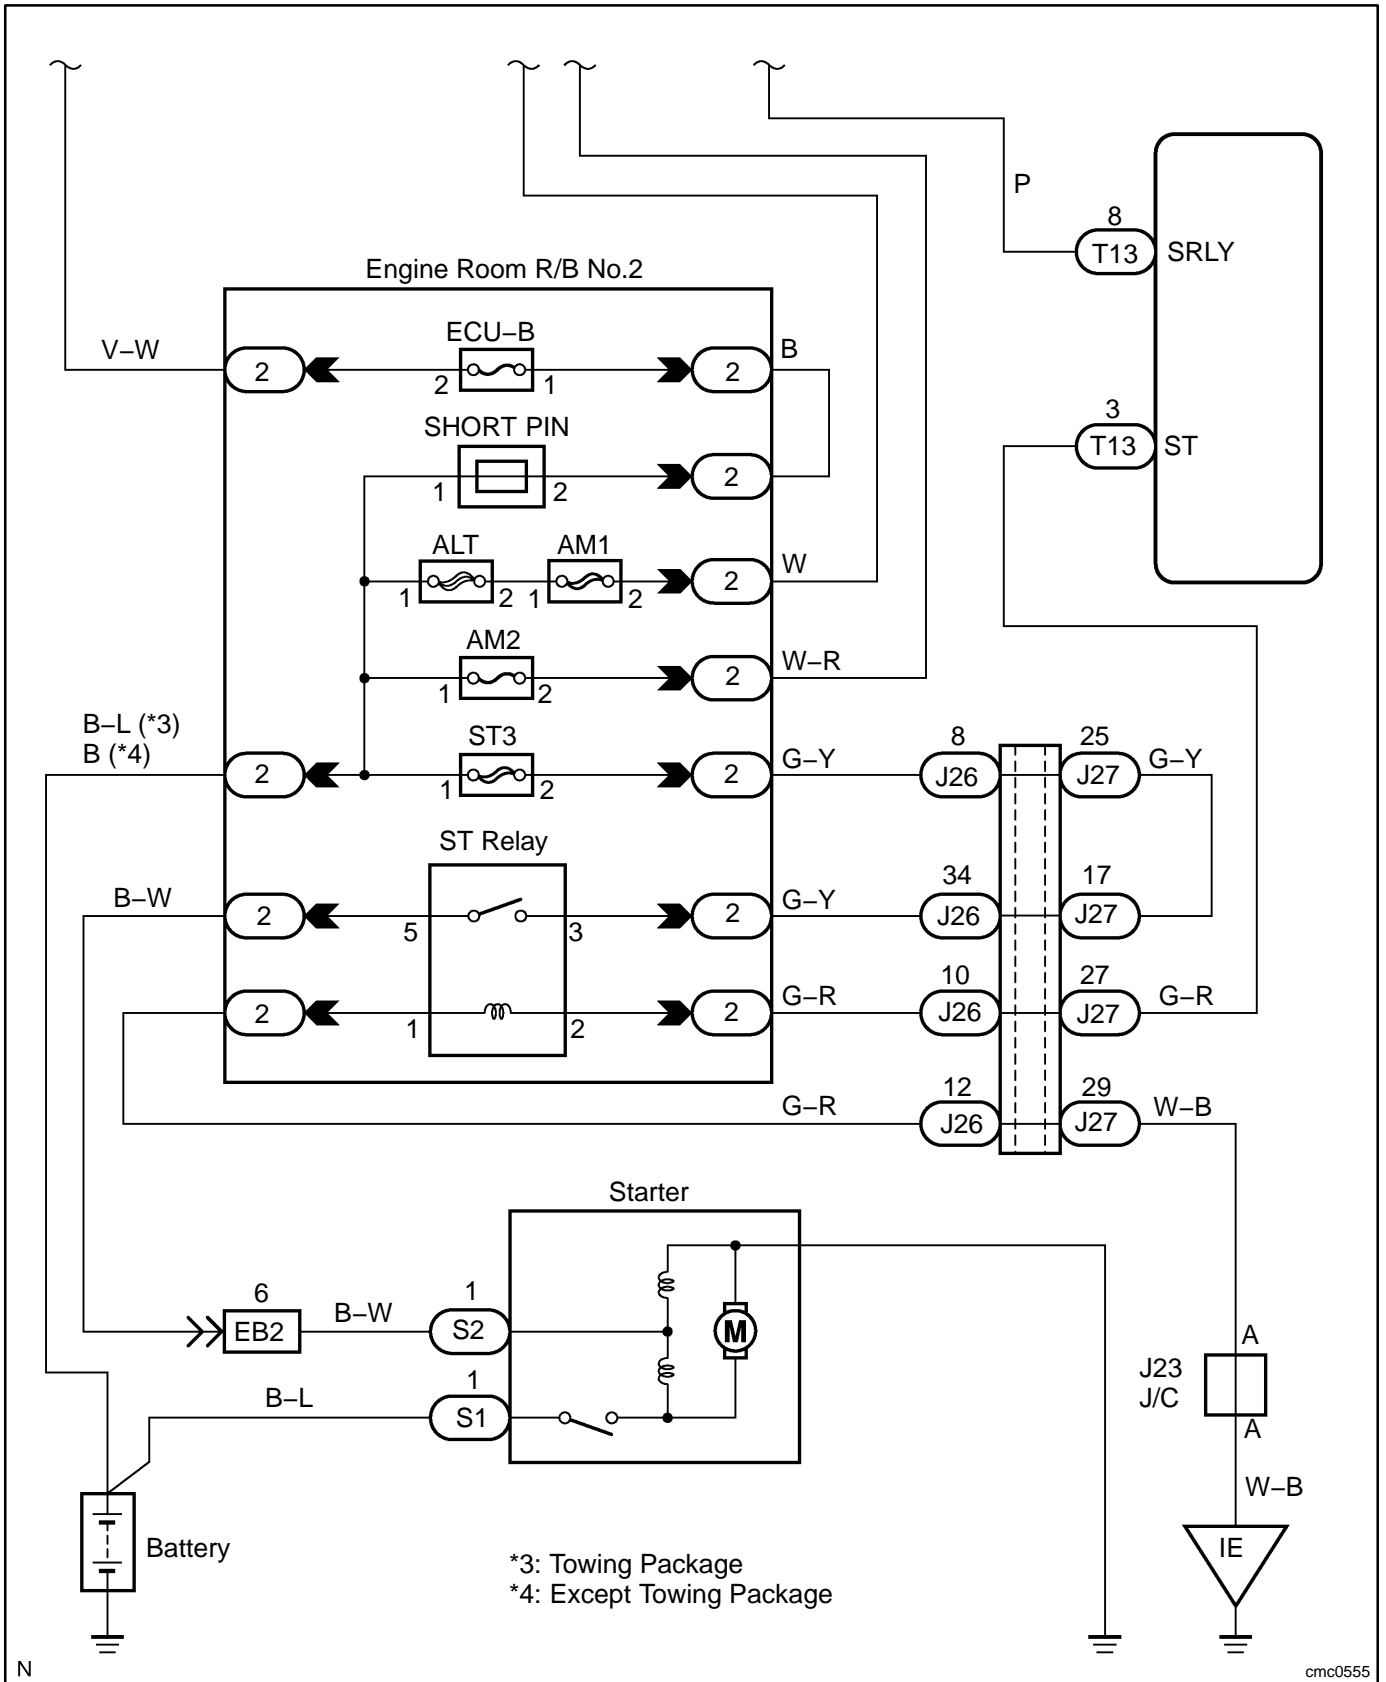 P
8
T13 SRLY
Engine Room R/B No.2
V–W
2
ECU–B
2 1
2
B
3
T13 ST
SHORT PIN
1 2
2
ALT AM1
1 2 1 2
2
W
AM2
1 2
2
W–R
B–L (*3)
B (*4)
2
ST3
1 2
2
G–Y
8
J26
25
J27
G–Y
ST Relay
B–W
2
5 3
2
G–Y
34
J26
17
J27
2
1 2
2
G–R
10
J26
27
J27
G–R
G–R
12
J26
29
J27
W–B
Starter
6
EB2
B–W
1
S2
M
B–L
1
S1
A
J23
J/C
A
W–B
IE
Battery
*3: Towing Package
*4: Except Towing Package
N
cmc0555